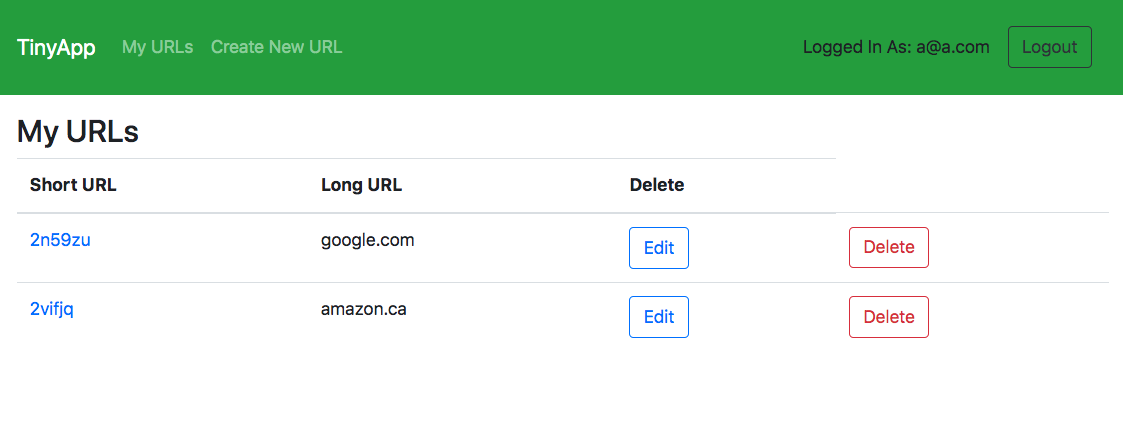 TinyApp My URLs Create New URL Logged In As: a@a.com Logout
My URLs
Short URL Long URL Delete
2n59zu google.com Edit Delete
2vifjq amazon.ca Edit Delete